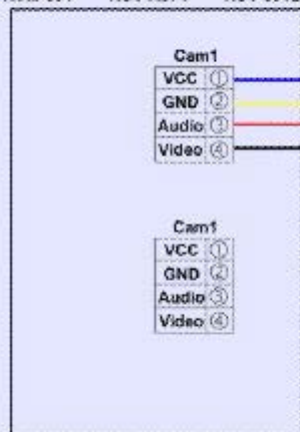 Cam1
VCC ①
GND ②
Audio ③
Video ④
Cam1
VCC ①
GND ②
Audio ③
Video ④